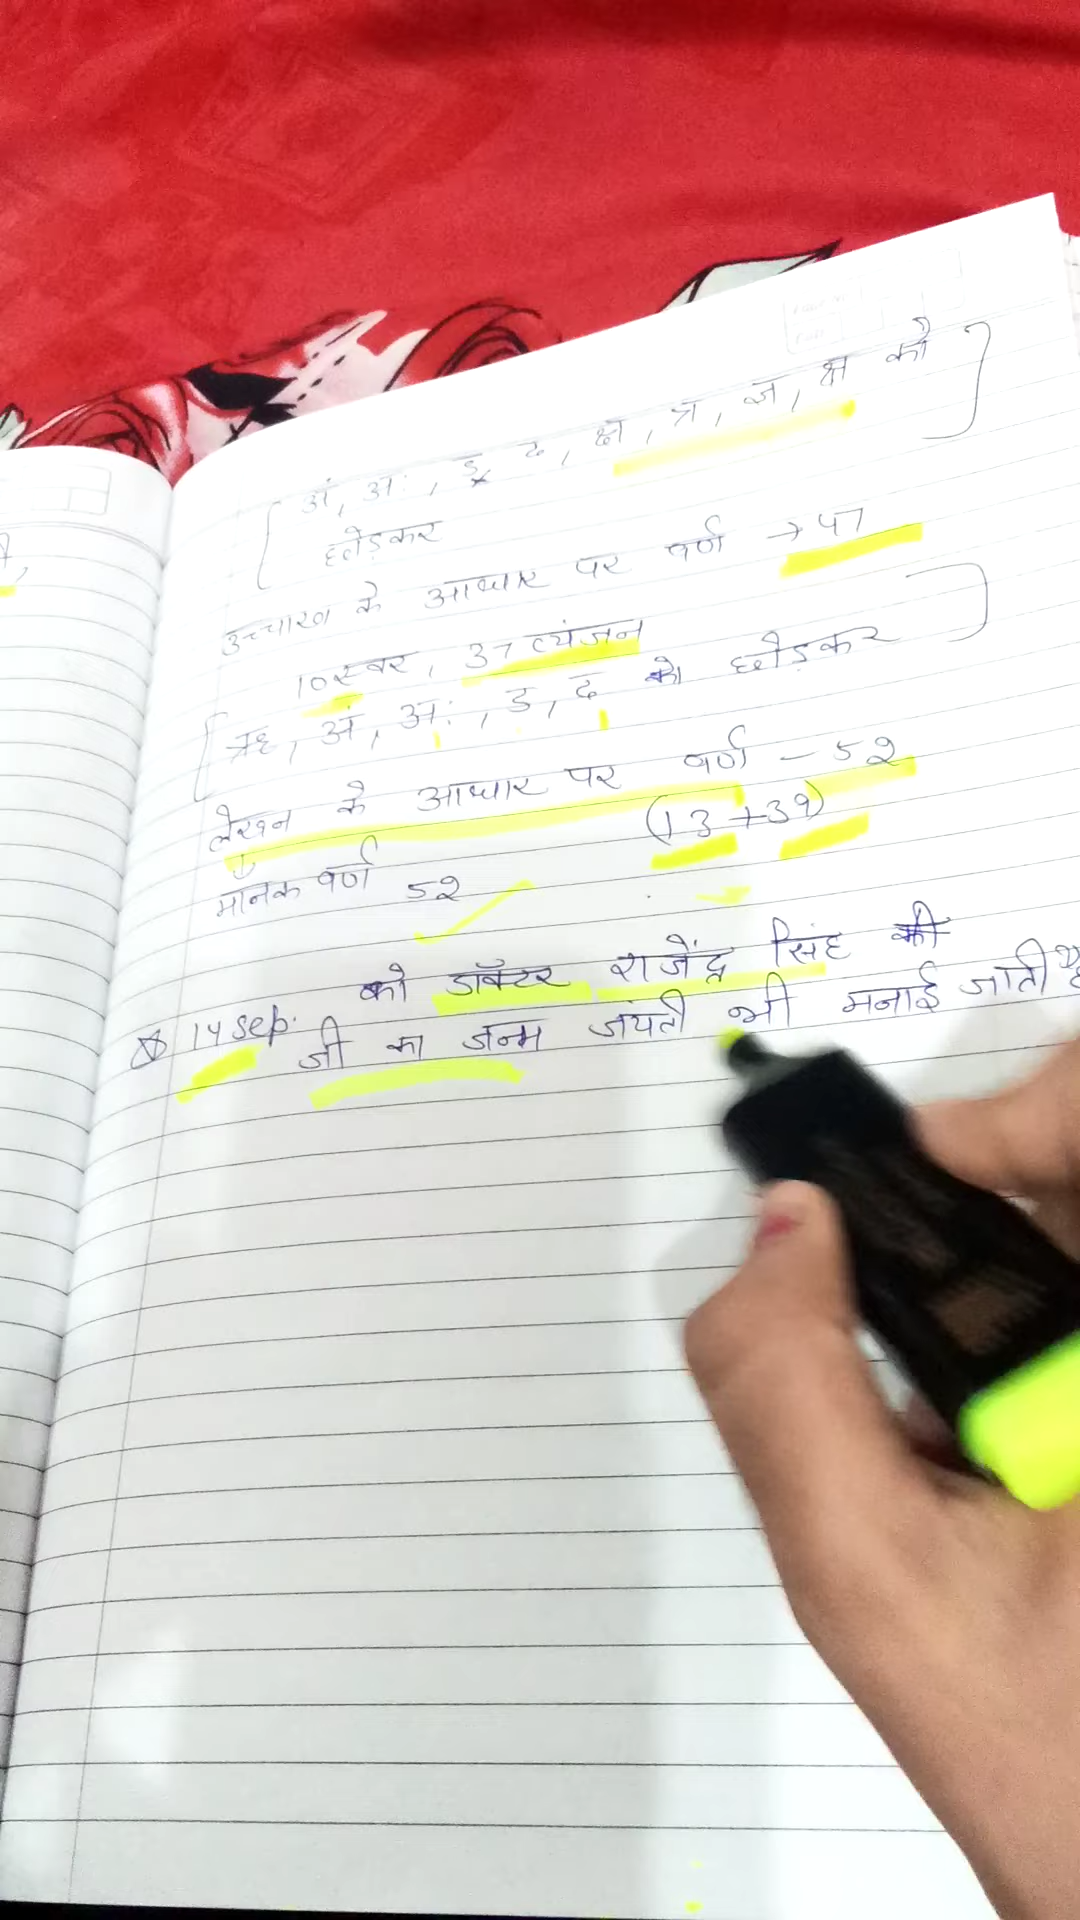 अं, अः, ड़, ढ़, क्ष, त्र, ज्ञ, श्र को
छोड़कर
उच्चारण के आधार पर वर्ण → 47
10 स्वर, 37 व्यंजन
ऋ, अं, अः, ड़, ढ़ को छोड़कर
लेखन के आधार पर वर्ण – 52
(13+39)
मानक वर्ण 52
14 sep. को डॉक्टर राजेंद्र सिंह की
जी का जन्म जयंती भी मनाई जाती है